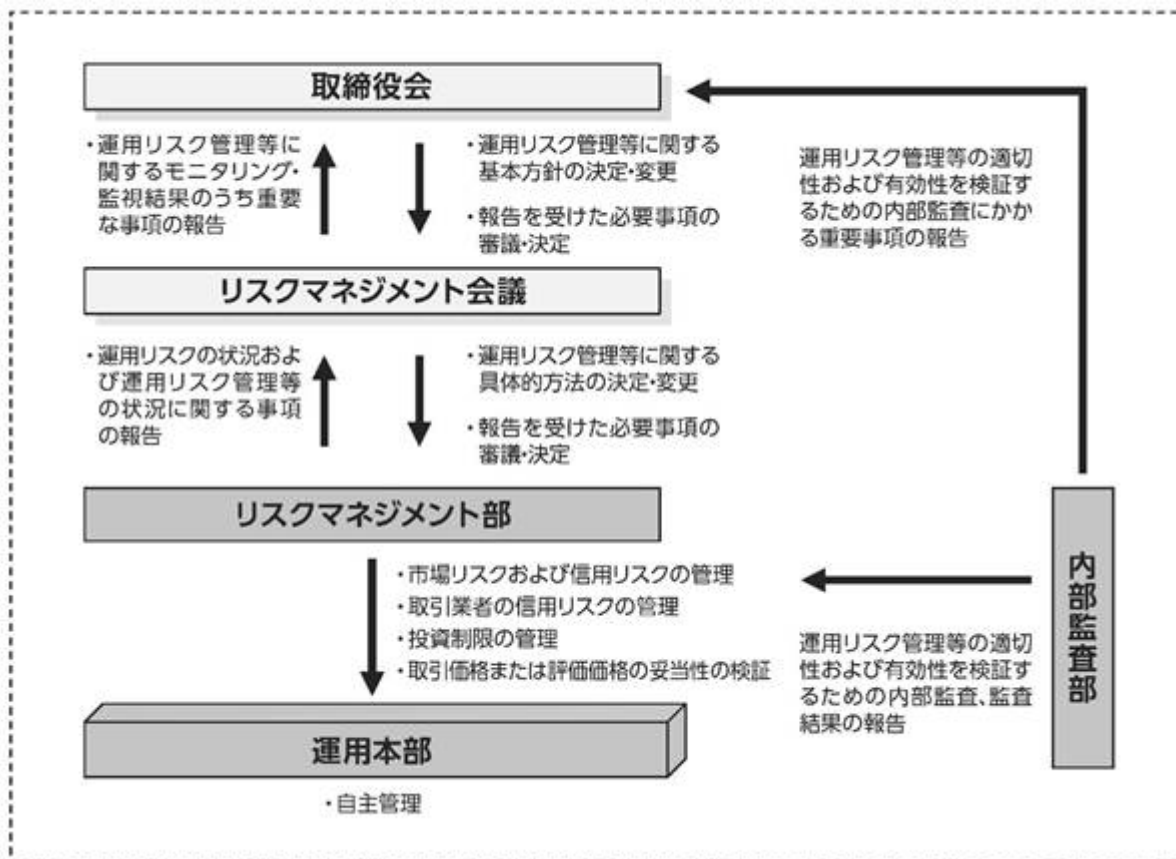 取締役会
・運用リスク管理等に
関するモニタリング・
監視結果のうち重要
な事項の報告
・運用リスク管理等に関する
基本方針の決定・変更
・報告を受けた必要事項の
審議・決定
運用リスク管理等の適切
性および有効性を検証す
るための内部監査にかか
る重要事項の報告
リスクマネジメント会議
・運用リスクの状況およ
び運用リスク管理等
の状況に関する事項
の報告
・運用リスク管理等に関する
具体的方法の決定・変更
・報告を受けた必要事項の
審議・決定
リスクマネジメント部
・市場リスクおよび信用リスクの管理
・取引業者の信用リスクの管理
・投資制限の管理
・取引価格または評価価格の妥当性の検証
内部監査部
運用リスク管理等の適切
性および有効性を検証す
るための内部監査、監査
結果の報告
運用本部
・自主管理